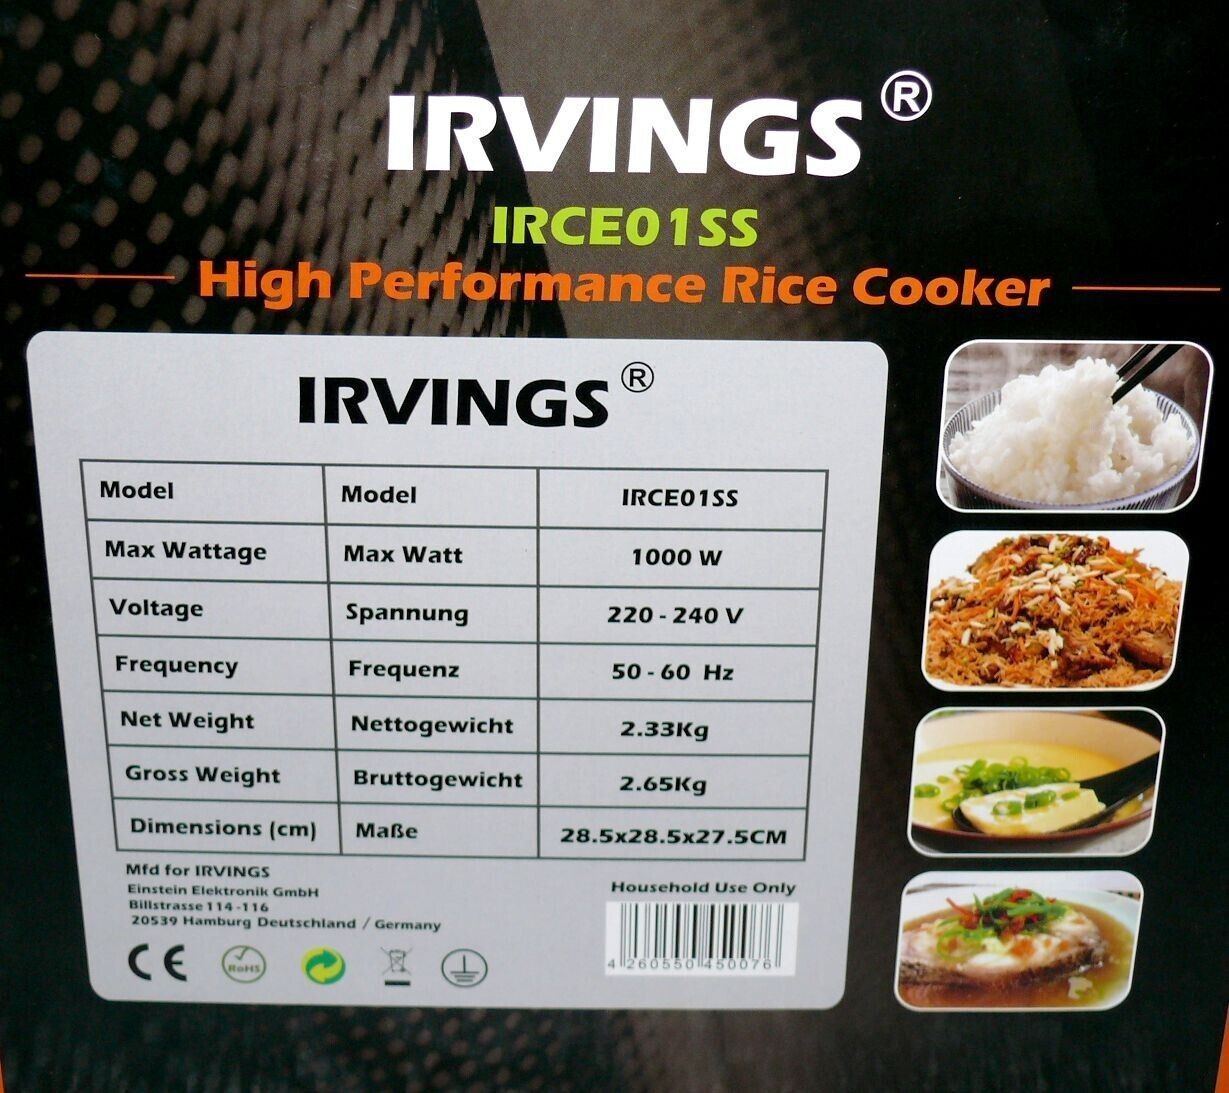 IRVINGS®
IRCE01SS
High Performance Rice Cooker
IRVINGS®
Model Model IRCE01SS
Max Wattage Max Watt 1000 W
Voltage Spannung 220 - 240 V
Frequency Frequenz 50 - 60 Hz
Net Weight Nettogewicht 2.33Kg
Gross Weight Bruttogewicht 2.65Kg
Dimensions (cm) Maße 28.5x28.5x27.5CM
Mfd for IRVINGS
Einstein Elektronik GmbH
Billstrasse 114 -116
20539 Hamburg Deutschland / Germany
Household Use Only
CE RoHS
4 260550 450076